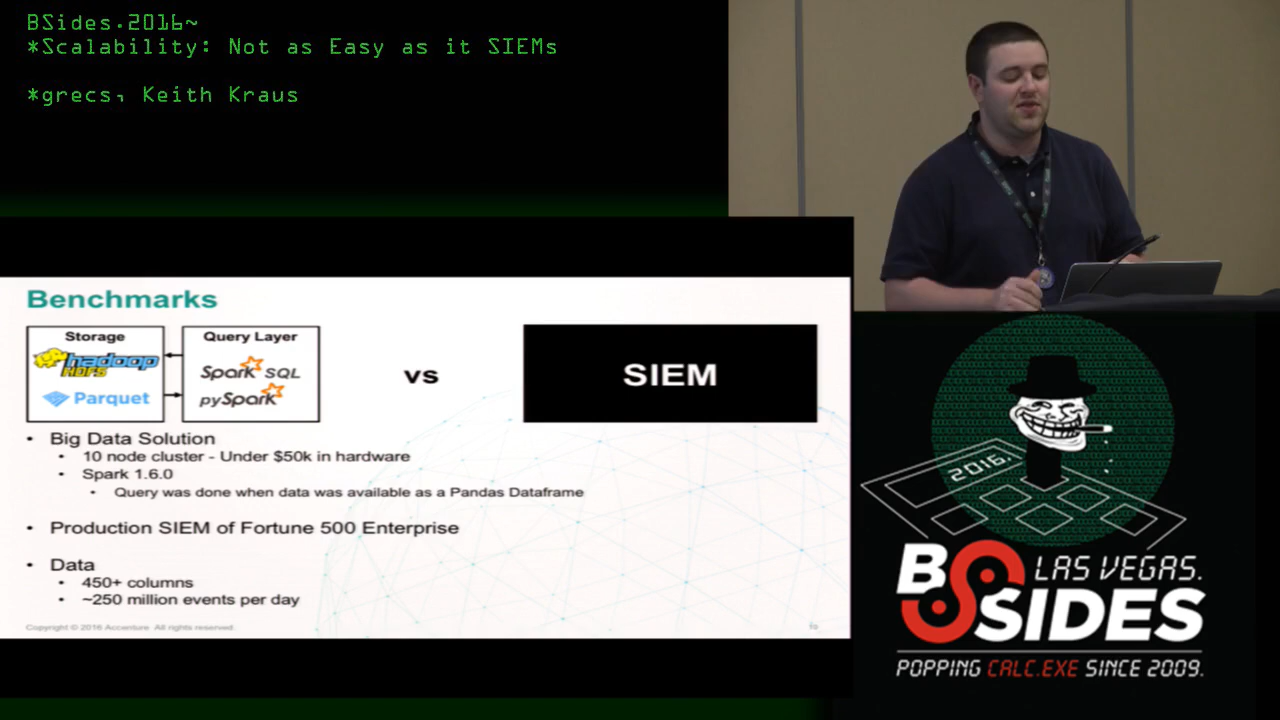 BSides.2016~
*Scalability: Not as Easy as it SIEMs
*grecs, Keith Kraus
Benchmarks
Storage
hadoop
HDFS
Parquet
Query Layer
Spark SQL
pySpark
vs
SIEM
• Big Data Solution
• 10 node cluster - Under $50k in hardware
• Spark 1.6.0
• Query was done when data was available as a Pandas Dataframe
• Production SIEM of Fortune 500 Enterprise
• Data
• 450+ columns
• ~250 million events per day
Copyright © 2016 Accenture All rights reserved.
2016.
BSIDES
LAS VEGAS.
POPPING CALC.EXE SINCE 2009.